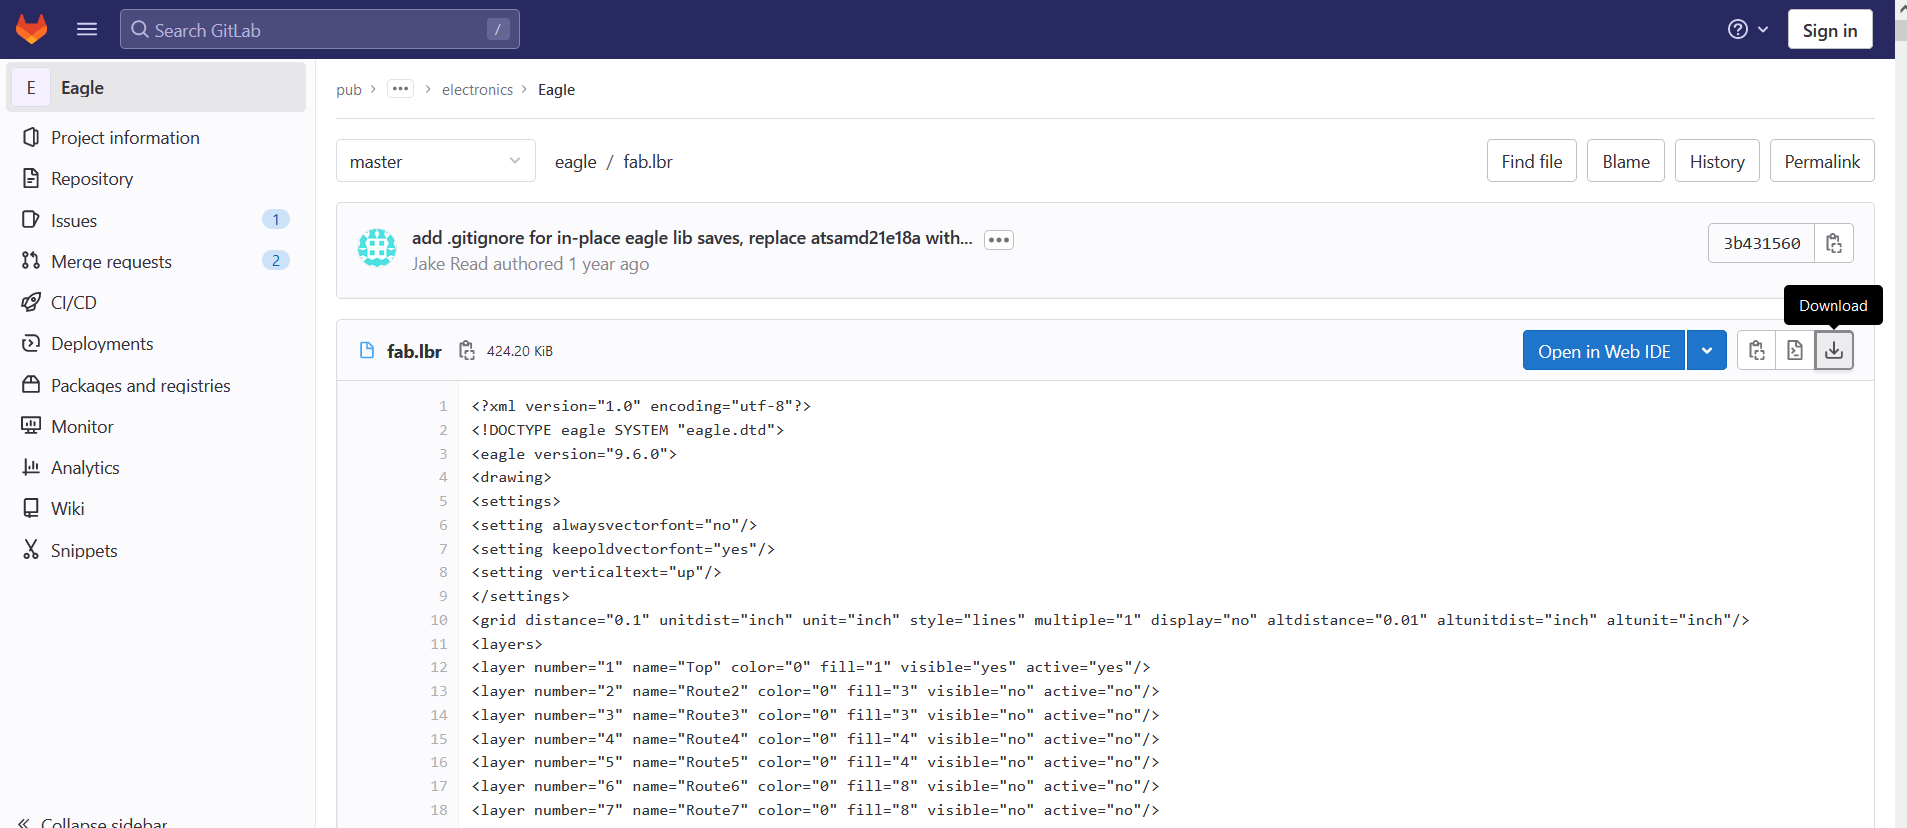 Search GitLab /
Sign in
E Eagle
Project information
Repository
Issues 1
Merge requests 2
CI/CD
Deployments
Packages and registries
Monitor
Analytics
Wiki
Snippets
Collapse sidebar
pub > ••• > electronics > Eagle
master
eagle / fab.lbr
Find file
Blame
History
Permalink
add .gitignore for in-place eagle lib saves, replace atsamd21e18a with... •••
Jake Read authored 1 year ago
3b431560
Download
fab.lbr 424.20 KiB
Open in Web IDE
1 <?xml version="1.0" encoding="utf-8"?>
2 <!DOCTYPE eagle SYSTEM "eagle.dtd">
3 <eagle version="9.6.0">
4 <drawing>
5 <settings>
6 <setting alwaysvectorfont="no"/>
7 <setting keepoldvectorfont="yes"/>
8 <setting verticaltext="up"/>
9 </settings>
10 <grid distance="0.1" unitdist="inch" unit="inch" style="lines" multiple="1" display="no" altdistance="0.01" altunitdist="inch" altunit="inch"/>
11 <layers>
12 <layer number="1" name="Top" color="0" fill="1" visible="yes" active="yes"/>
13 <layer number="2" name="Route2" color="0" fill="3" visible="no" active="no"/>
14 <layer number="3" name="Route3" color="0" fill="3" visible="no" active="no"/>
15 <layer number="4" name="Route4" color="0" fill="4" visible="no" active="no"/>
16 <layer number="5" name="Route5" color="0" fill="4" visible="no" active="no"/>
17 <layer number="6" name="Route6" color="0" fill="8" visible="no" active="no"/>
18 <layer number="7" name="Route7" color="0" fill="8" visible="no" active="no"/>